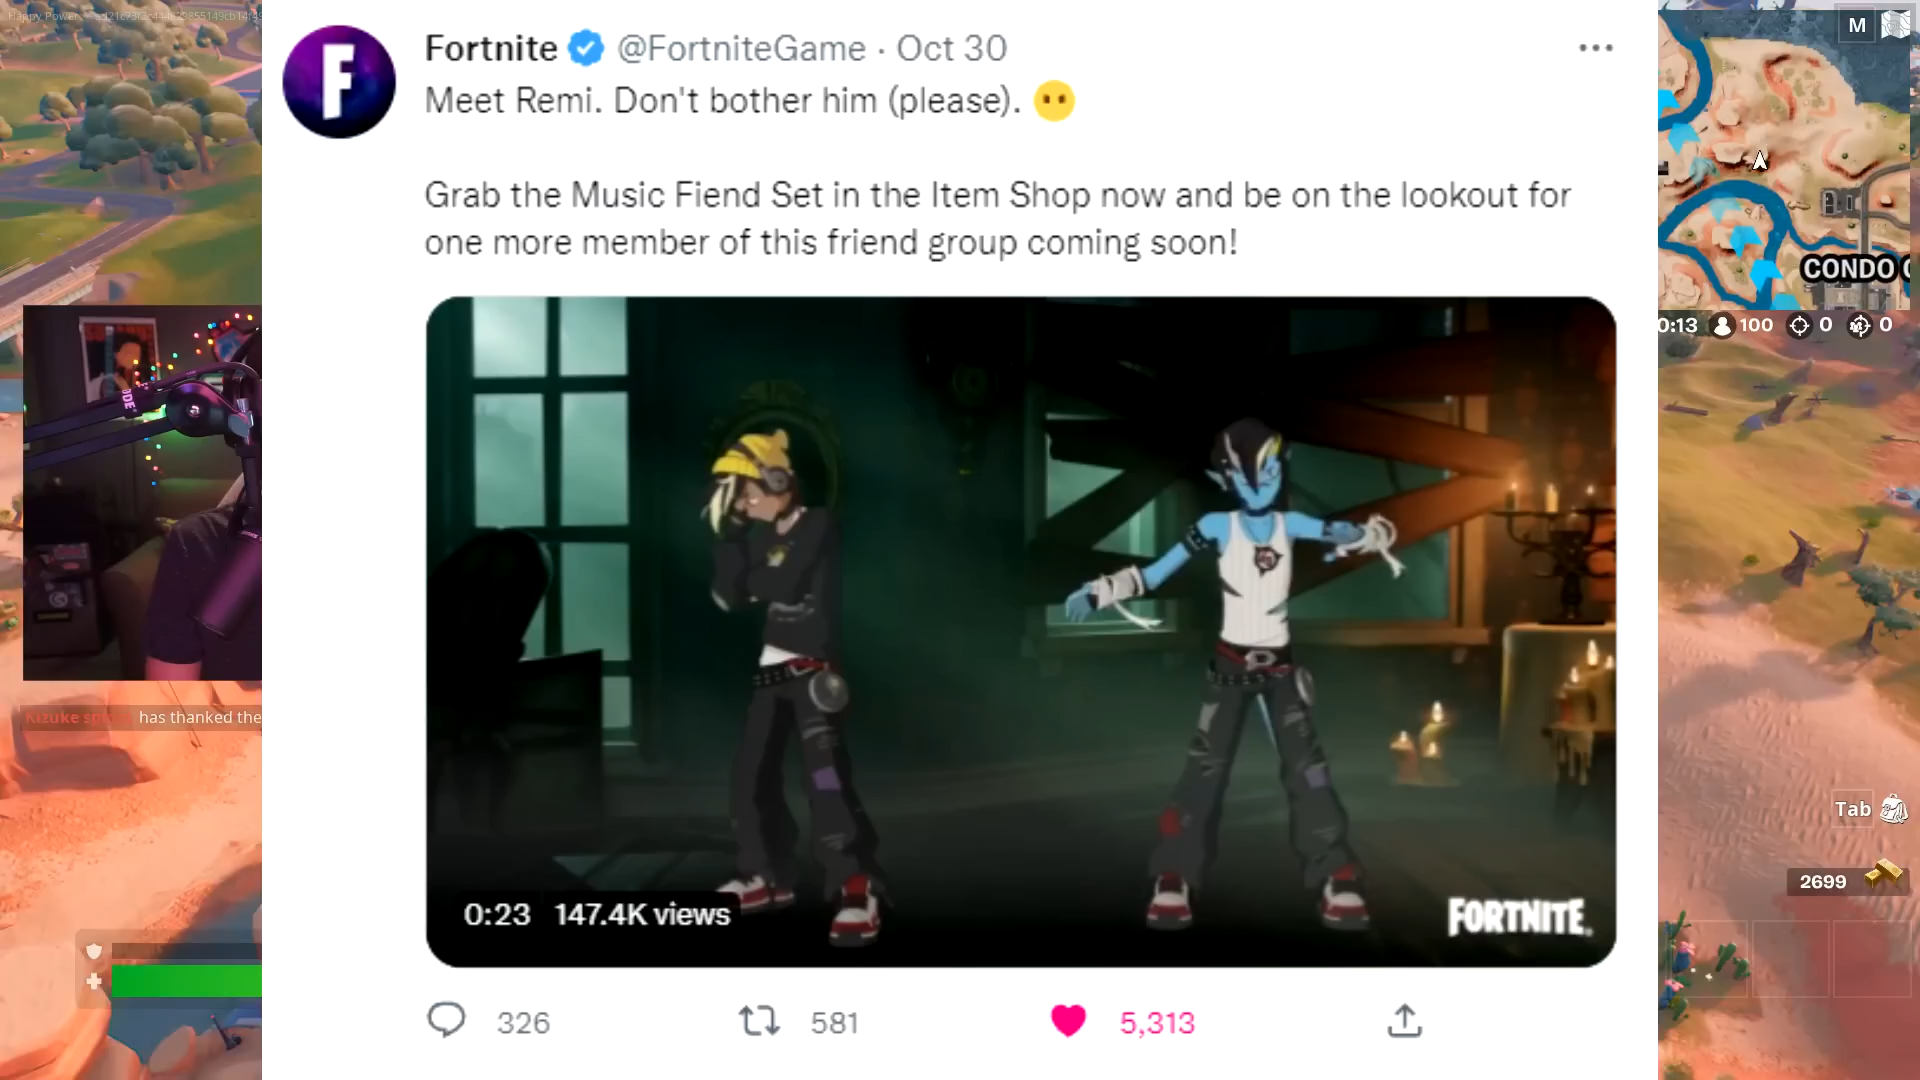 Fortnite @FortniteGame · Oct 30
Meet Remi. Don't bother him (please).
Grab the Music Fiend Set in the Item Shop now and be on the lookout for
one more member of this friend group coming soon!
0:23 147.4K views
FORTNITE.
326 581 5,313
M
CONDO
0:13 100 0 0
has thanked the
Tab
2699